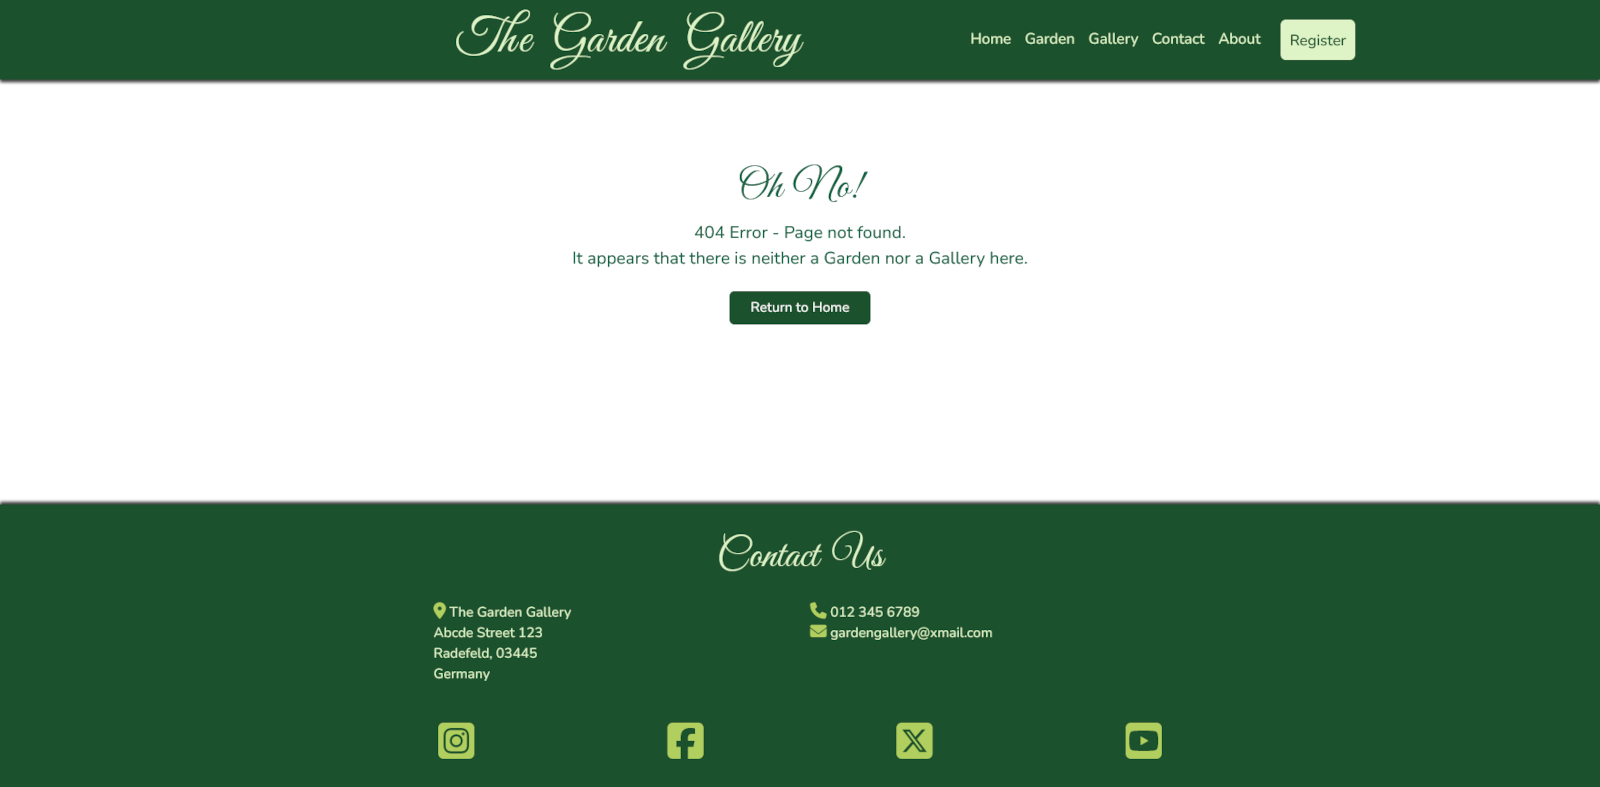 The Garden Gallery
Home Garden Gallery Contact About Register
Oh No!
404 Error - Page not found.
It appears that there is neither a Garden nor a Gallery here.
Return to Home
Contact Us
The Garden Gallery
Abcde Street 123
Radefeld, 03445
Germany
012 345 6789
gardengallery@xmail.com